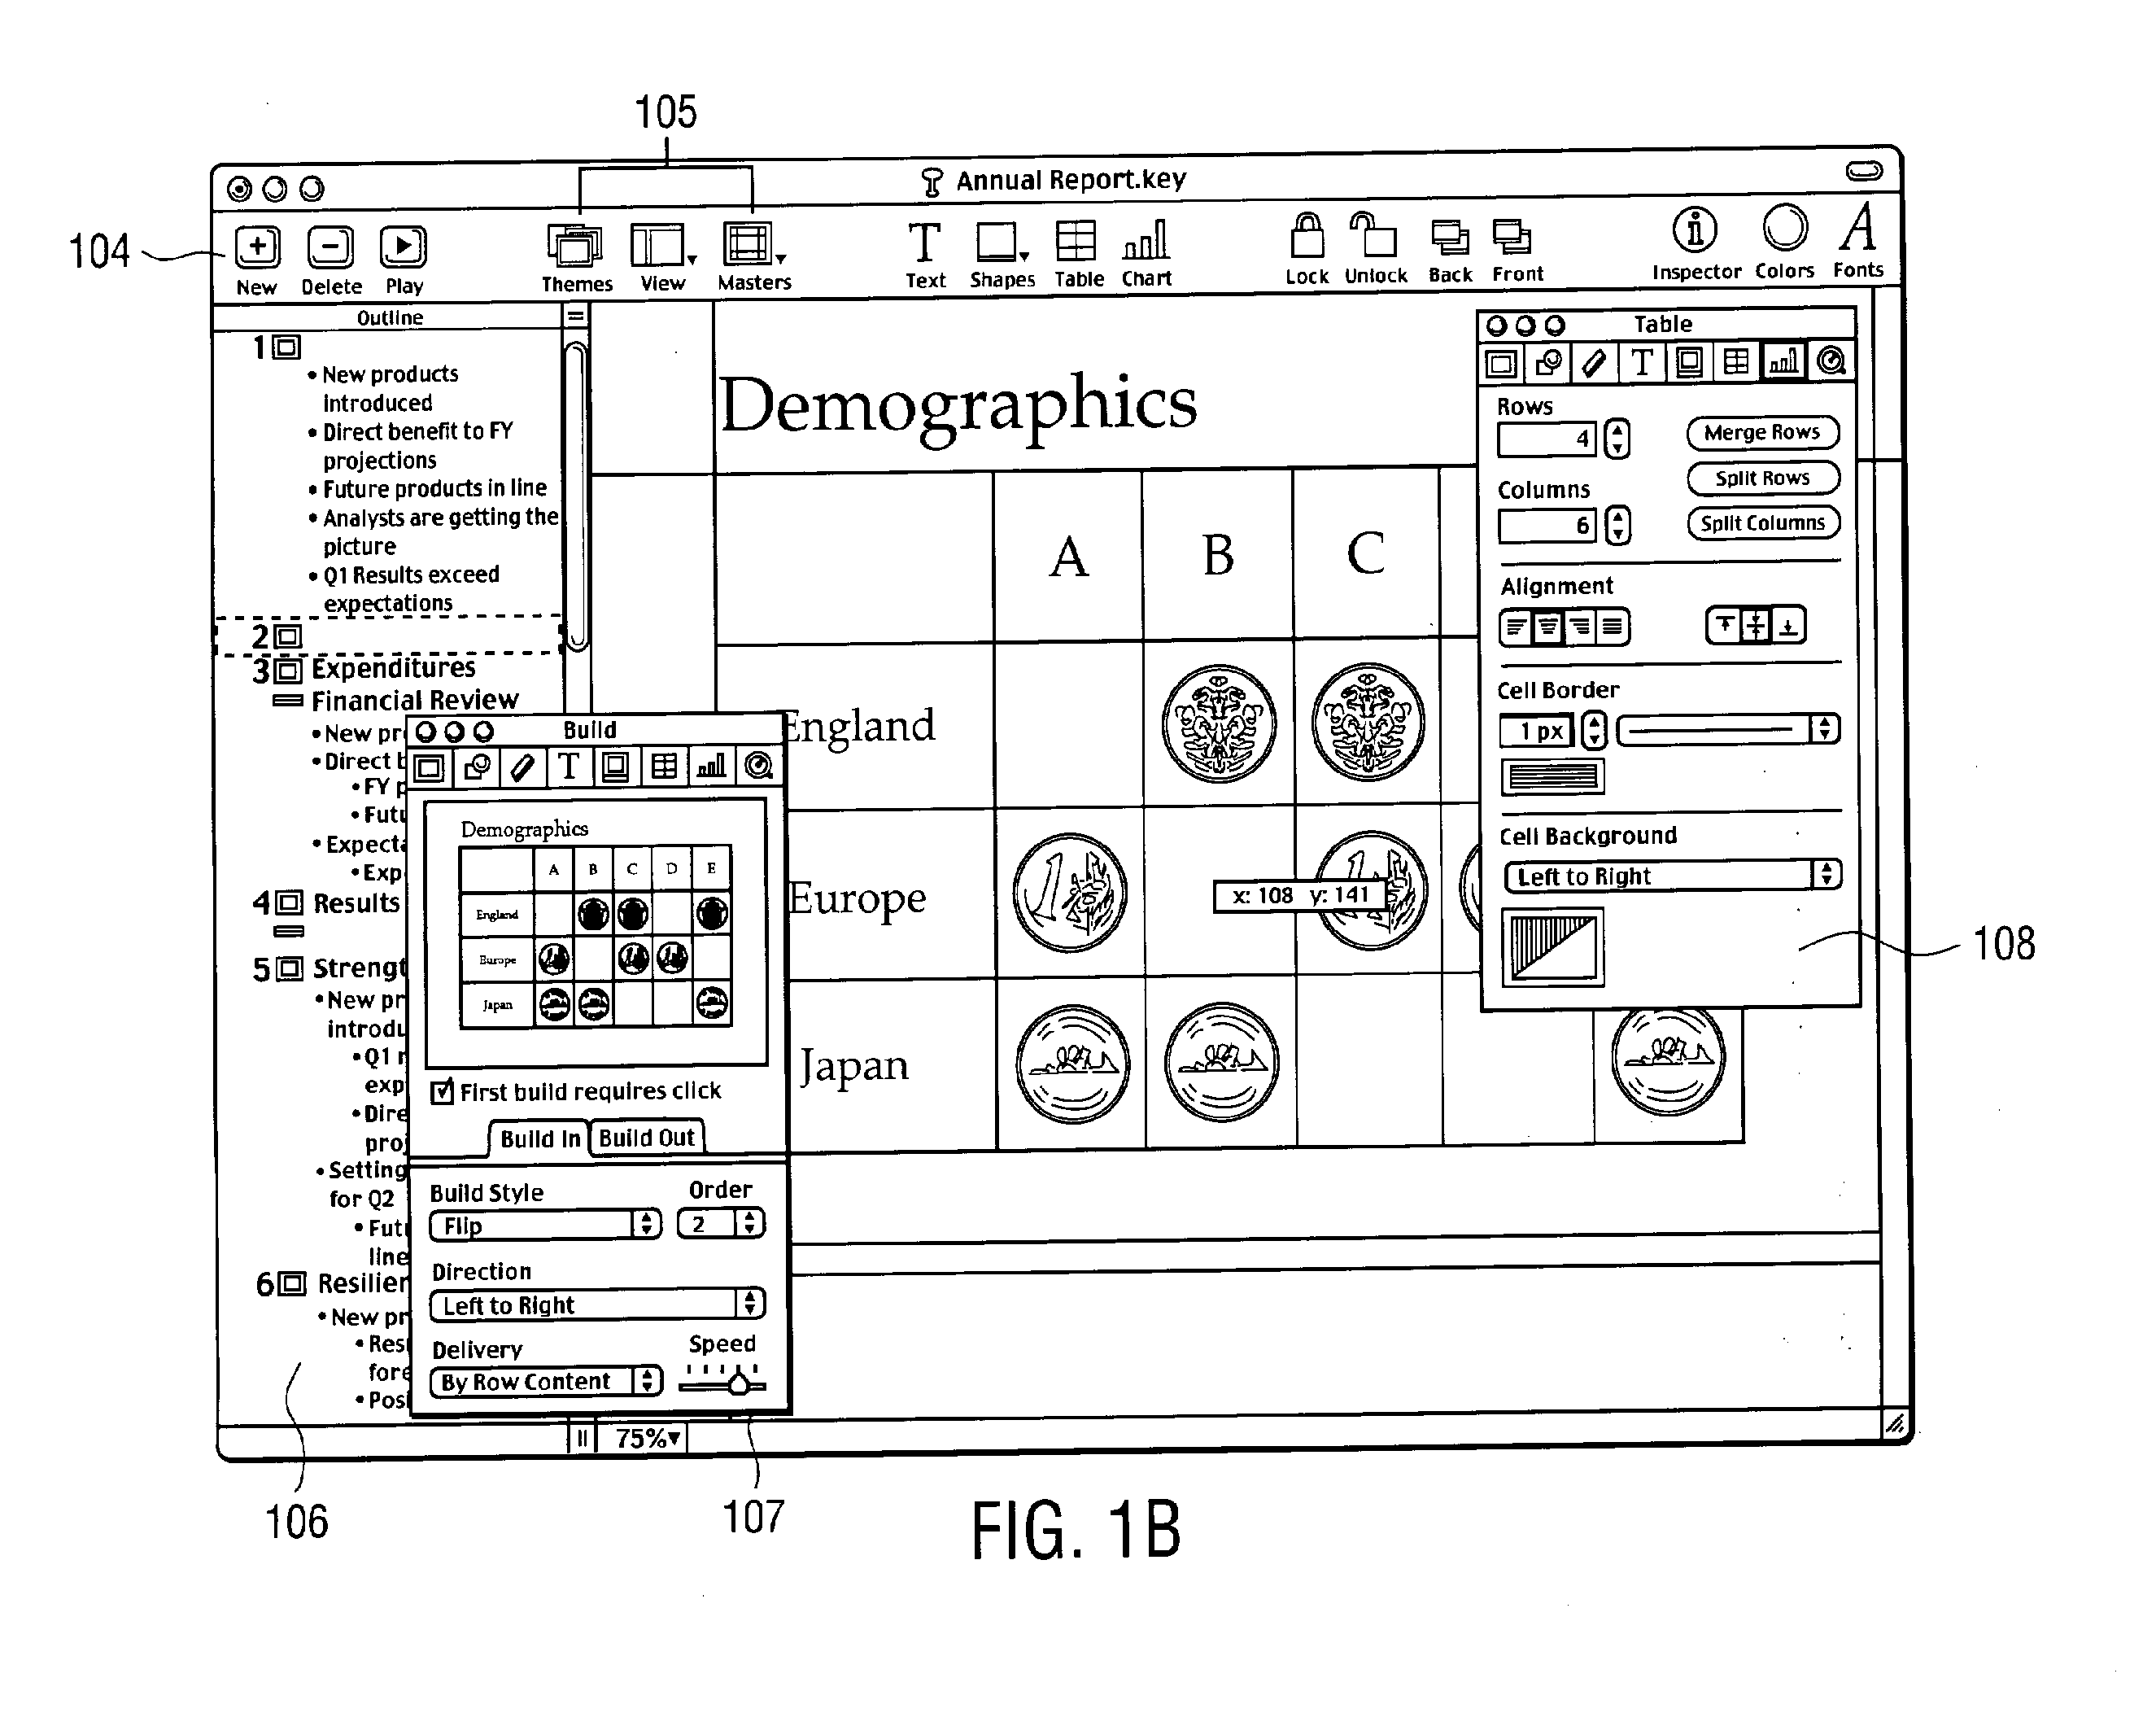 105
Annual Report.key
104
New Delete Play Themes View Masters Text Shapes Table Chart Lock Unlock Back Front Inspector Colors Fonts
Outline
1
• New products
introduced
• Direct benefit to FY
projections
• Future products in line
• Analysts are getting the
picture
• Q1 Results exceed
expectations
2
3 Expenditures
Financial Review
• New pr
• Direct b
• FY p
• Futu
• Expecta
• Exp
4 Results
5 Strengt
• New pr
introdu
• Q1 r
exp
• Dire
proj
• Setting
for Q2
• Futu
line
6 Resilien
• New pr
• Resi
fore
• Posi
Demographics
A B C
England
Europe
x: 108 y: 141
Japan
Build
T
Demographics
A B C D E
England
Europe
Japan
First build requires click
Build In Build Out
Build Style Order
Flip 2
Direction
Left to Right
Delivery Speed
By Row Content
Table
T
Rows
4 Merge Rows
Split Rows
Columns
6 Split Columns
Alignment
Cell Border
1 px
Cell Background
Left to Right
108
75%
106
107
FIG. 1B